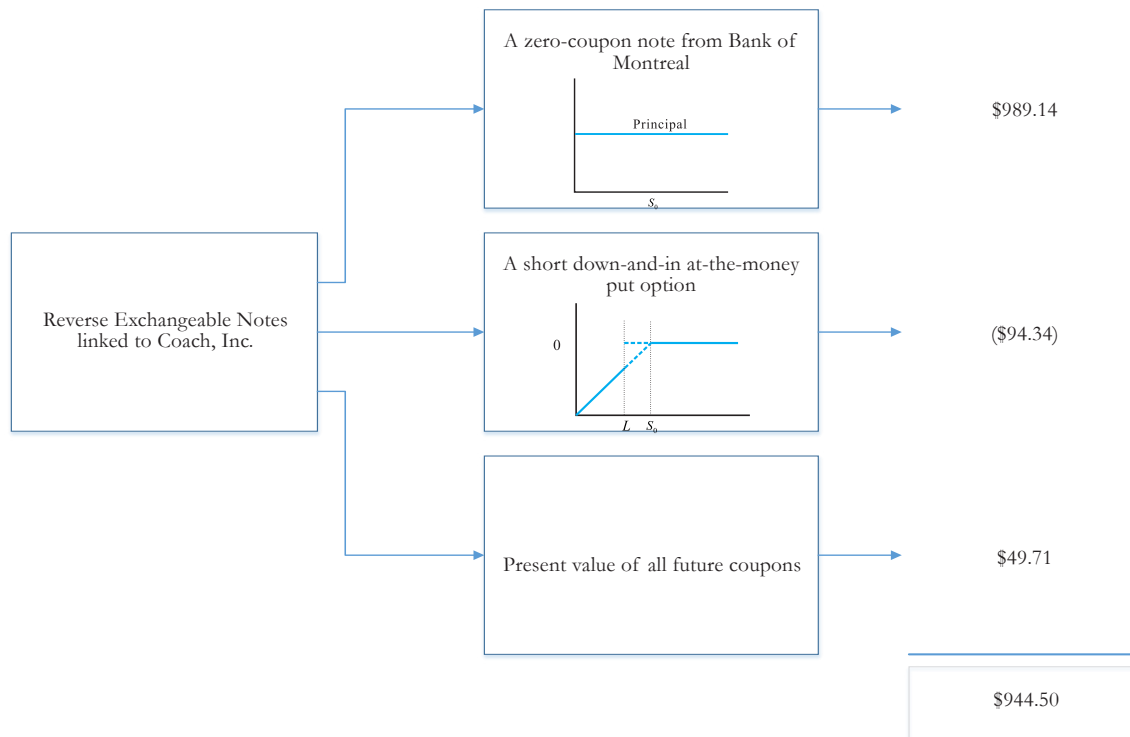 A zero-coupon note from Bank of
Montreal
Principal
S₀
$989.14
Reverse Exchangeable Notes
linked to Coach, Inc.
A short down-and-in at-the-money
put option
0
L S₀
($94.34)
Present value of all future coupons
$49.71
$944.50